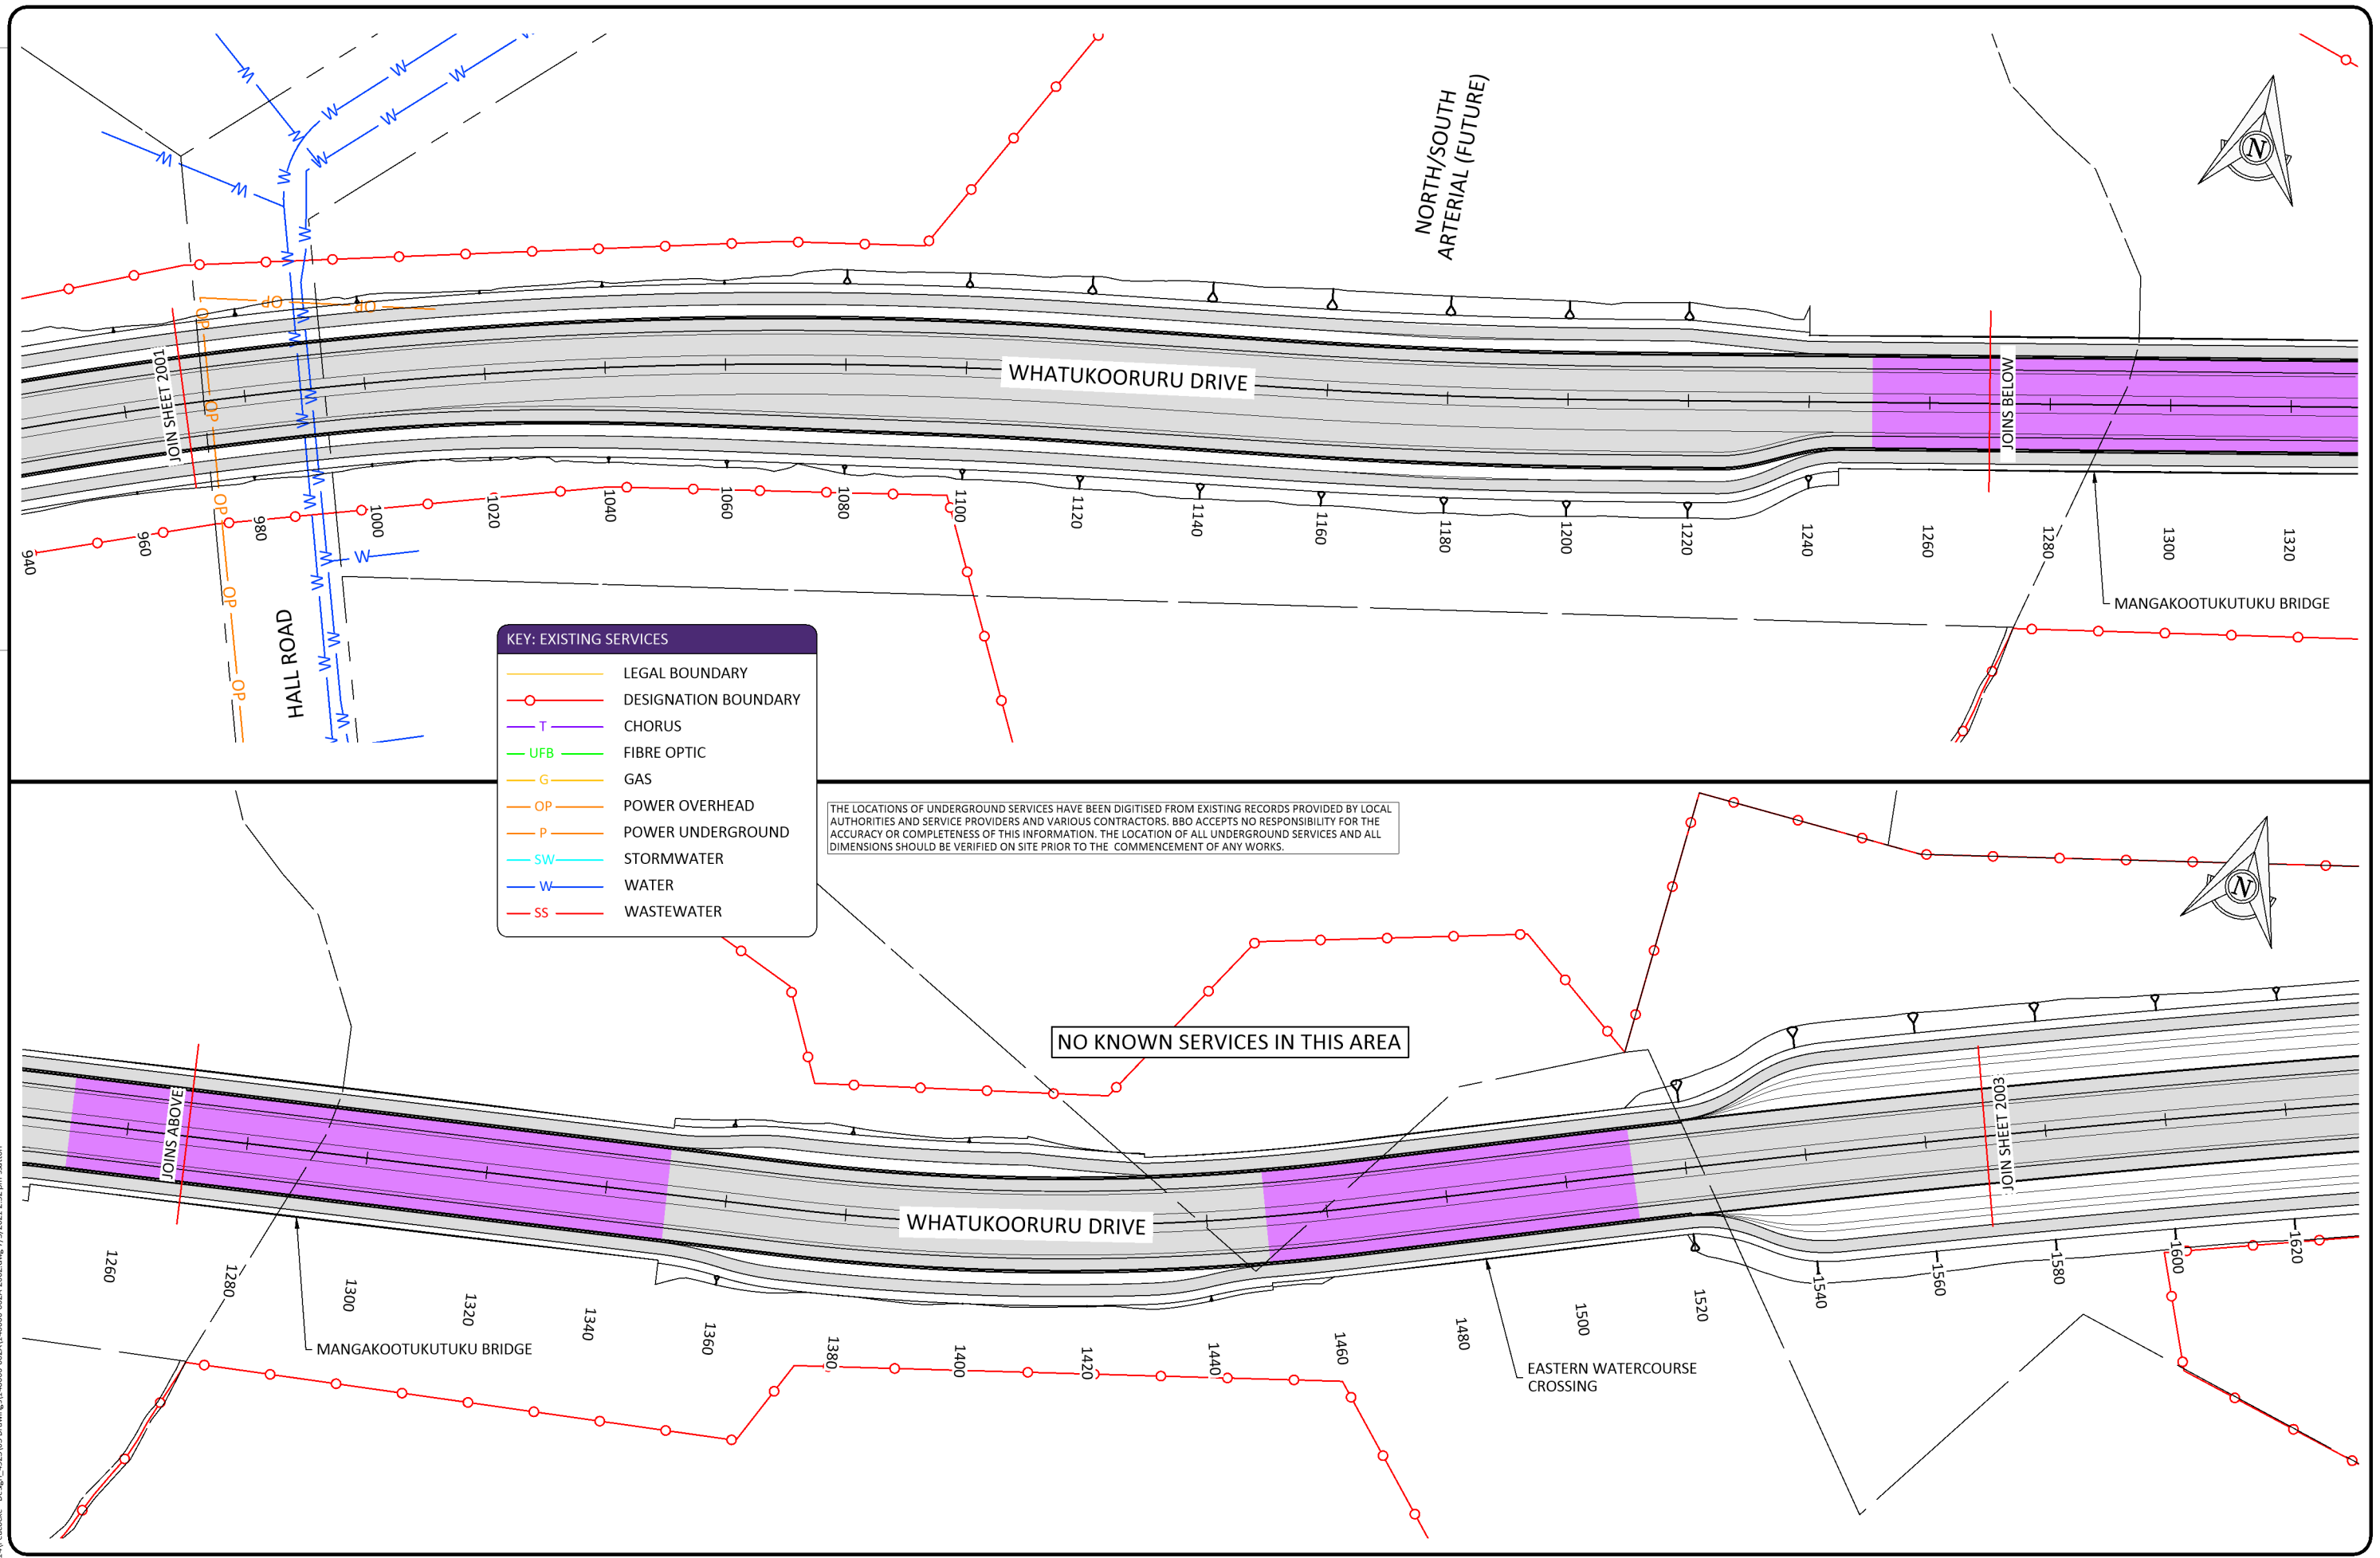 NORTH/SOUTH
ARTERIAL (FUTURE)
N
W W W W W W W W W W W W W W W W W W W W W W W W W
OP OP OP OP OP OP OP
JOIN SHEET 2001
WHATUKOORURU DRIVE
JOINS BELOW
940 960 980 1000 1020 1040 1060 1080 1100 1120 1140 1160 1180 1200 1220 1240 1260 1280 1300 1320
HALL ROAD
MANGAKOOTUKUTUKU BRIDGE
KEY: EXISTING SERVICES
LEGAL BOUNDARY
DESIGNATION BOUNDARY
T CHORUS
UFB FIBRE OPTIC
G GAS
OP POWER OVERHEAD
P POWER UNDERGROUND
SW STORMWATER
W WATER
SS WASTEWATER
THE LOCATIONS OF UNDERGROUND SERVICES HAVE BEEN DIGITISED FROM EXISTING RECORDS PROVIDED BY LOCAL
AUTHORITIES AND SERVICE PROVIDERS AND VARIOUS CONTRACTORS. BBO ACCEPTS NO RESPONSIBILITY FOR THE
ACCURACY OR COMPLETENESS OF THIS INFORMATION. THE LOCATION OF ALL UNDERGROUND SERVICES AND ALL
DIMENSIONS SHOULD BE VERIFIED ON SITE PRIOR TO THE COMMENCEMENT OF ANY WORKS.
N
NO KNOWN SERVICES IN THIS AREA
JOINS ABOVE
WHATUKOORURU DRIVE
JOIN SHEET 2003
1260 1280 1300 1320 1340 1360 1380 1400 1420 1440 1460 1480 1500 1520 1540 1560 1580 1600 1620
MANGAKOOTUKUTUKU BRIDGE
EASTERN WATERCOURSE
CROSSING